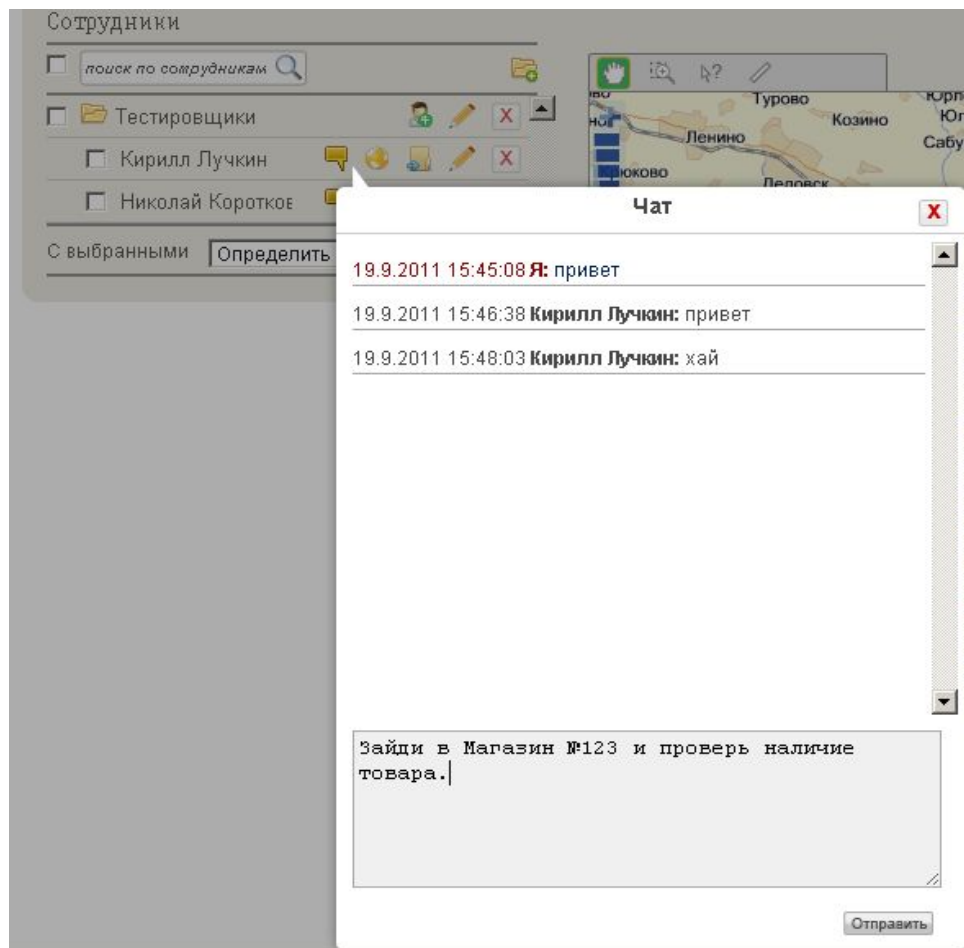 Сотрудники
поиск по сотрудникам
Тестировщики
X
Кирилл Лучкин
X
Николай Коротков
С выбранными
Определить
Турово
Козино
Ленино
Сабу
Чат
X
19.9.2011 15:45:08 Я: привет
19.9.2011 15:46:38 Кирилл Лучкин: привет
19.9.2011 15:48:03 Кирилл Лучкин: хай
Зайди в Магазин №123 и проверь наличие
товара.
Отправить